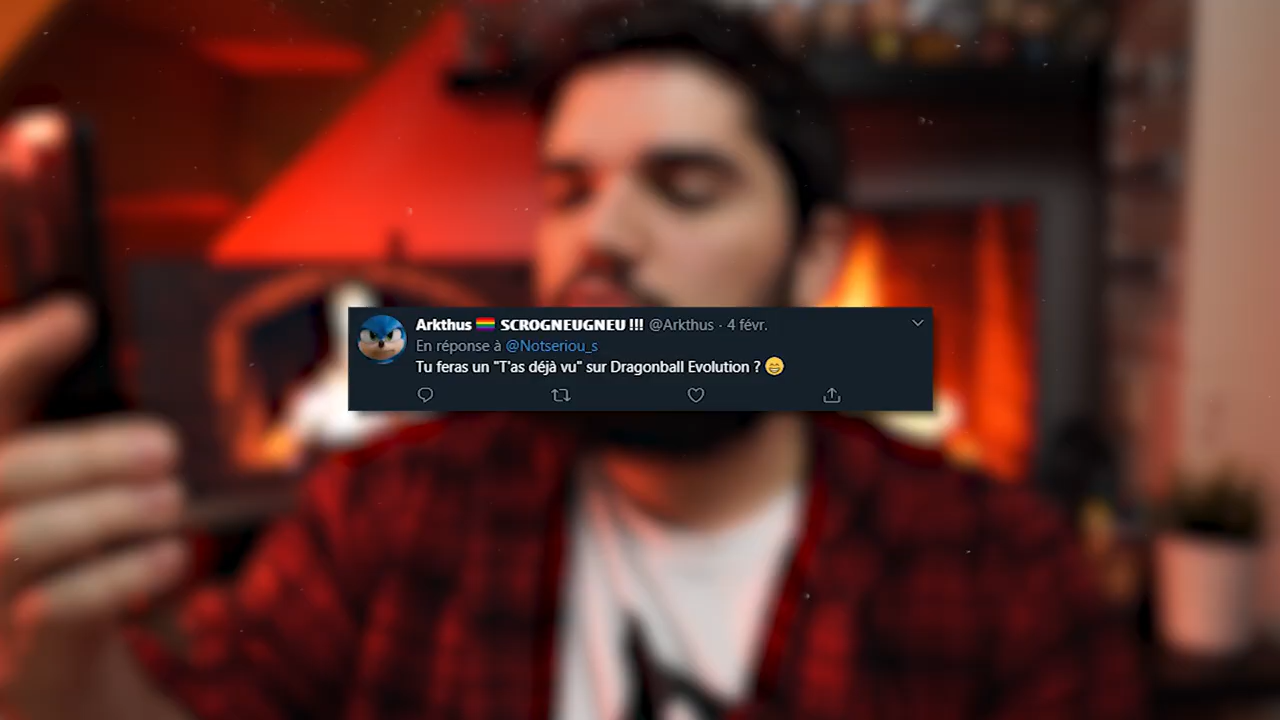 Arkthus 🏳️‍🌈 SCROGNEUGNEU !!! @Arkthus · 4 févr.
En réponse à @Notseriou_s
Tu feras un "T'as déjà vu" sur Dragonball Evolution ? 😁